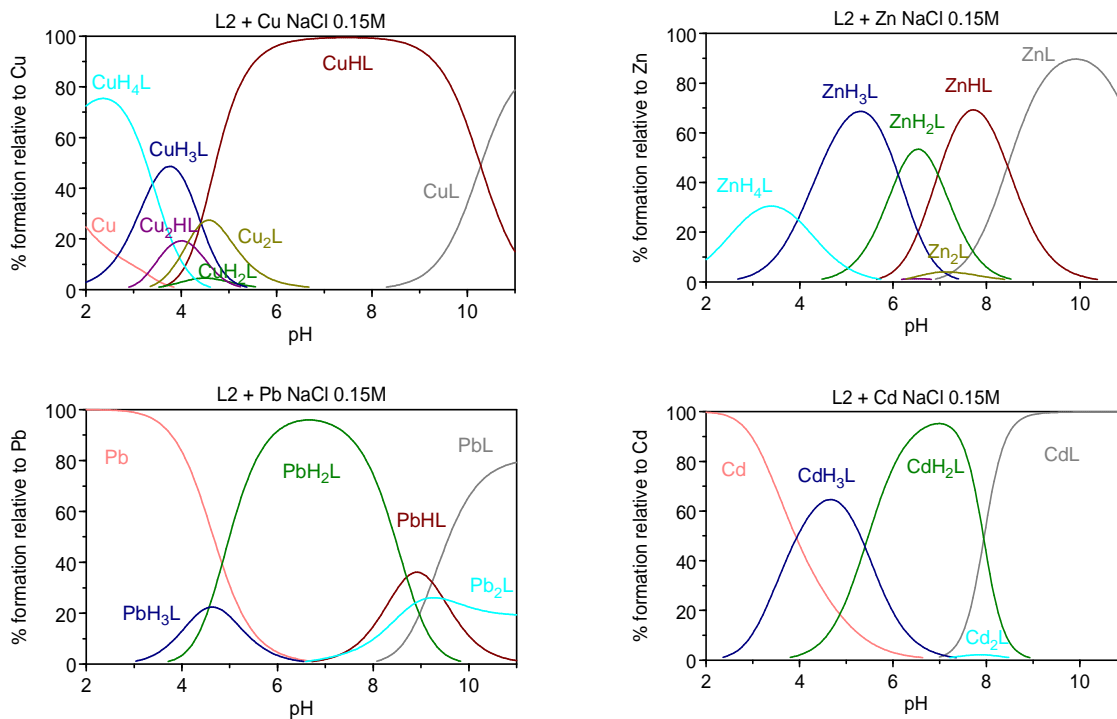 L2 + Cu NaCl 0.15M
% formation relative to Cu
100
80
60
40
20
0
CuH₄L
CuH₃L
CuHL
Cu
Cu₂HL
Cu₂L
CuH₂L
CuL
2
4
6
8
10
pH
L2 + Zn NaCl 0.15M
% formation relative to Zn
100
80
60
40
20
0
ZnL
ZnH₃L
ZnHL
ZnH₂L
ZnH₄L
Zn₂L
2
4
6
8
10
pH
L2 + Pb NaCl 0.15M
% formation relative to Pb
100
80
60
40
20
0
Pb
PbH₂L
PbL
PbHL
PbH₃L
Pb₂L
2
4
6
8
10
pH
L2 + Cd NaCl 0.15M
% formation relative to Cd
100
80
60
40
20
0
Cd
CdH₃L
CdH₂L
CdL
Cd₂L
2
4
6
8
10
pH